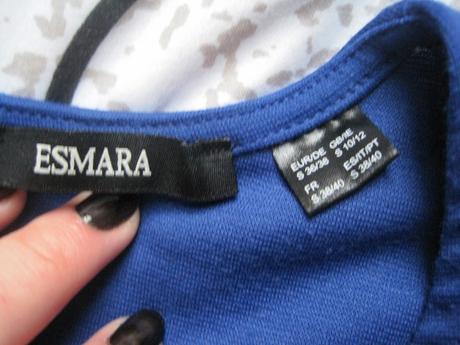 ESMARA
EUR/DE GB/IE
S 36/38 S 10/12
FR ES/IT/PT
S 38/40 S 38/40